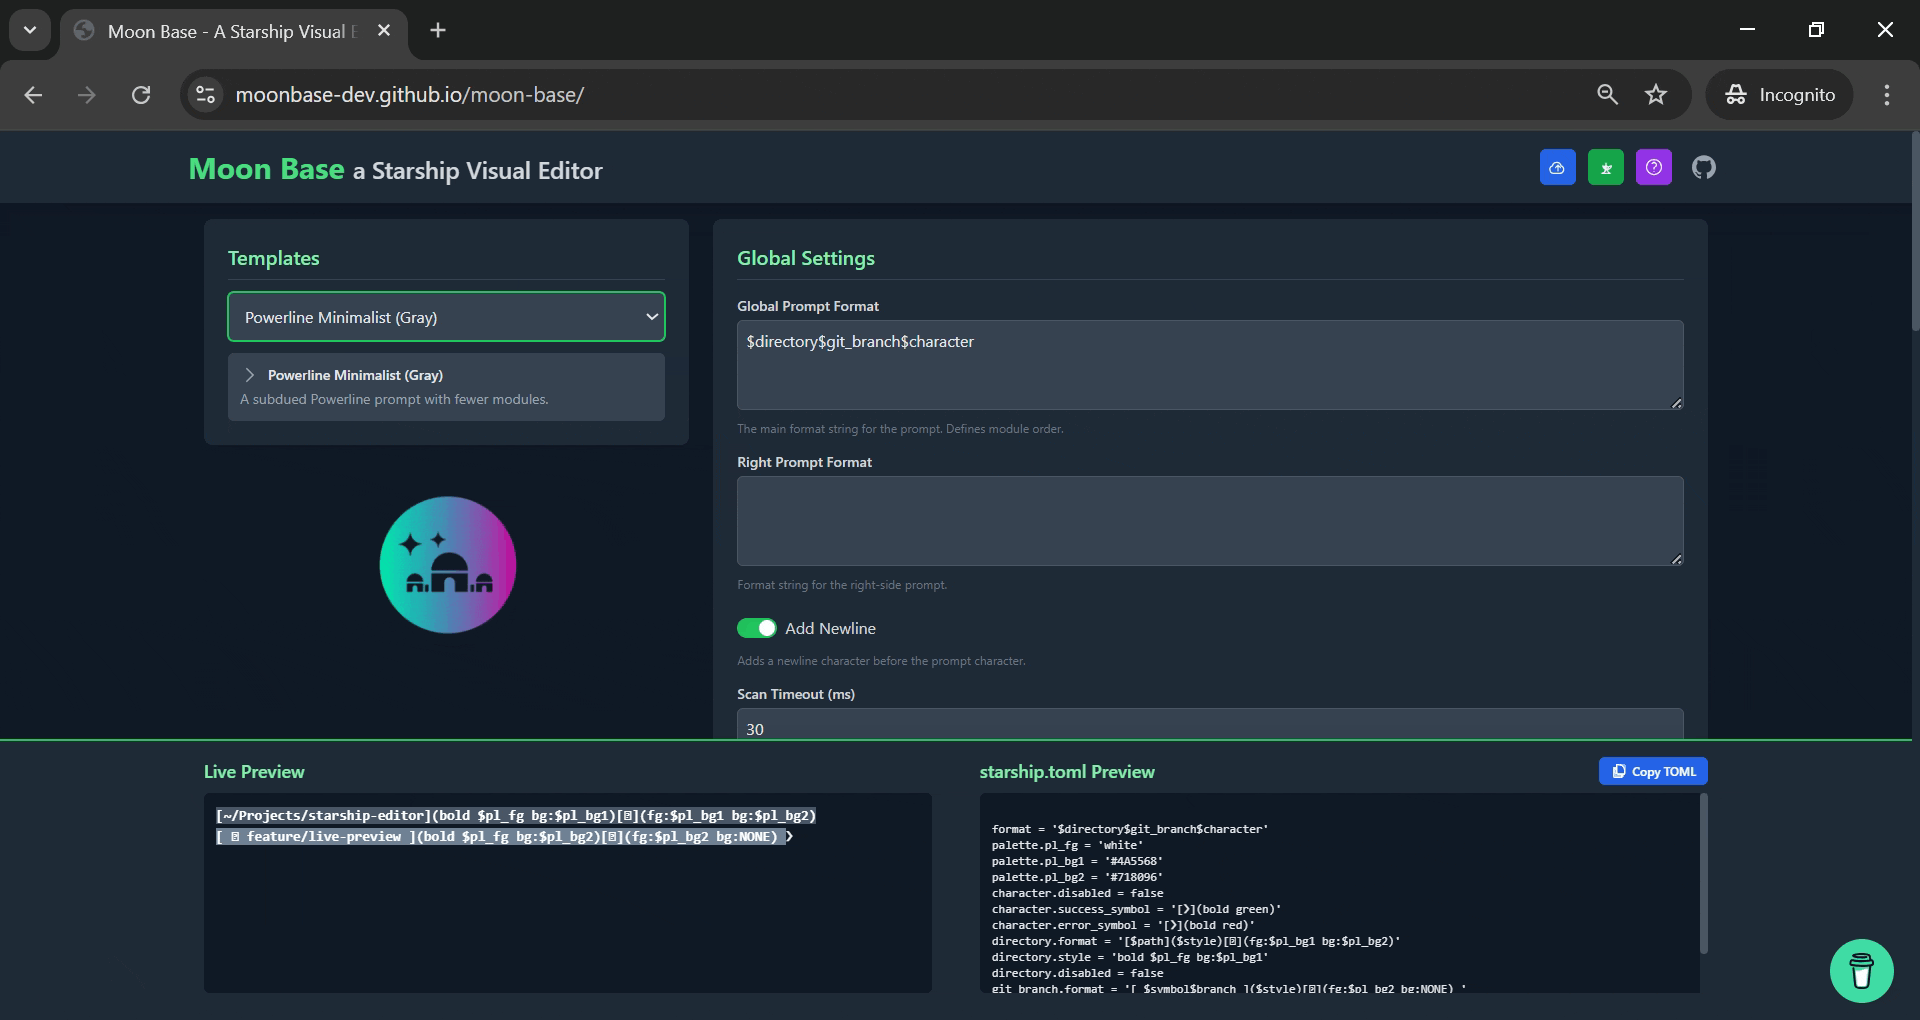 Moon Base - A Starship Visual E
moonbase-dev.github.io/moon-base/
Incognito
Moon Base a Starship Visual Editor
Templates
Powerline Minimalist (Gray)
Powerline Minimalist (Gray)
A subdued Powerline prompt with fewer modules.
Global Settings
Global Prompt Format
$directory$git_branch$character
The main format string for the prompt. Defines module order.
Right Prompt Format
Format string for the right-side prompt.
Add Newline
Adds a newline character before the prompt character.
Scan Timeout (ms)
30
Live Preview
[~/Projects/starship-editor](bold $pl_fg bg:$pl_bg1)[](fg:$pl_bg1 bg:$pl_bg2)
[  feature/live-preview ](bold $pl_fg bg:$pl_bg2)[](fg:$pl_bg2 bg:NONE) ❯
starship.toml Preview
Copy TOML
format = '$directory$git_branch$character'
palette.pl_fg = 'white'
palette.pl_bg1 = '#4A5568'
palette.pl_bg2 = '#718096'
character.disabled = false
character.success_symbol = '[❯](bold green)'
character.error_symbol = '[❯](bold red)'
directory.format = '[$path]($style)[](fg:$pl_bg1 bg:$pl_bg2)'
directory.style = 'bold $pl_fg bg:$pl_bg1'
directory.disabled = false
git_branch.format = '[ $symbol$branch ]($style)[](fg:$pl_bg2 bg:NONE) '